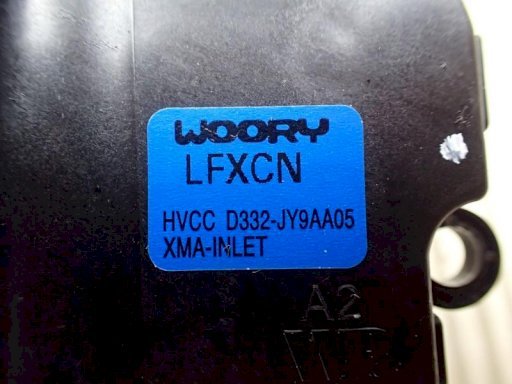 WOORY
LFXCN
HVCC D332-JY9AA05
XMA-INLET
A2